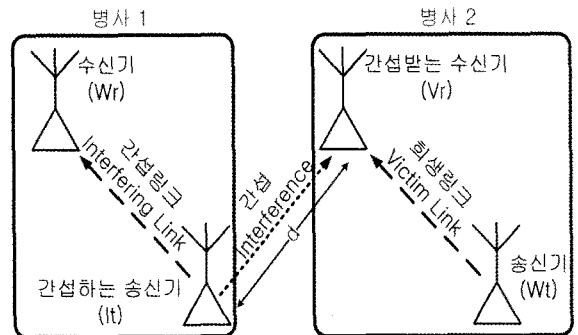 병사 1
병사 2
수신기
(Wr)
간섭받는 수신기
(Vr)
간섭링크
Interfering Link
간섭
Interference
d
희생링크
Victim Link
간섭하는 송신기
(It)
송신기
(Wt)